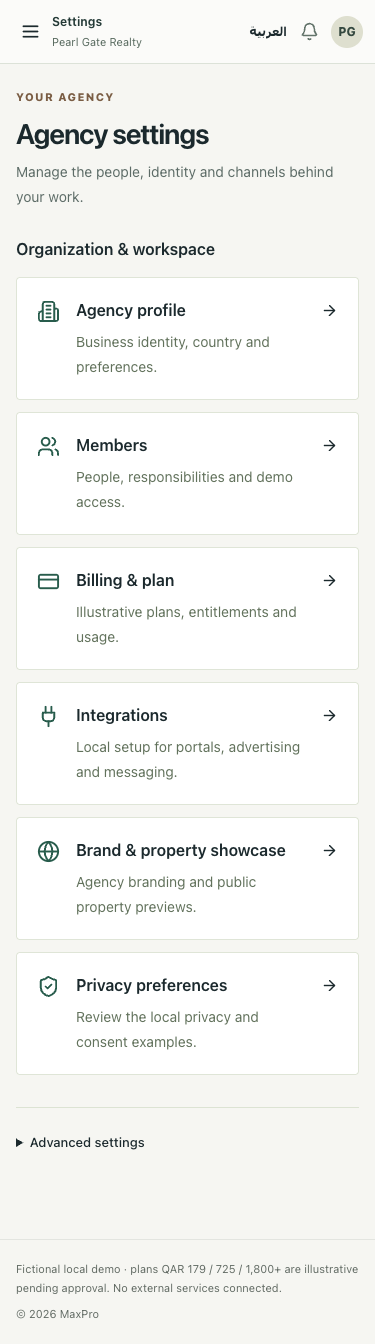 Settings
Pearl Gate Realty
العربية
PG
YOUR AGENCY
Agency settings
Manage the people, identity and channels behind
your work.
Organization & workspace
Agency profile
Business identity, country and
preferences.
Members
People, responsibilities and demo
access.
Billing & plan
Illustrative plans, entitlements and
usage.
Integrations
Local setup for portals, advertising
and messaging.
Brand & property showcase
Agency branding and public
property previews.
Privacy preferences
Review the local privacy and
consent examples.
Advanced settings
Fictional local demo · plans QAR 179 / 725 / 1,800+ are illustrative
pending approval. No external services connected.
© 2026 MaxPro